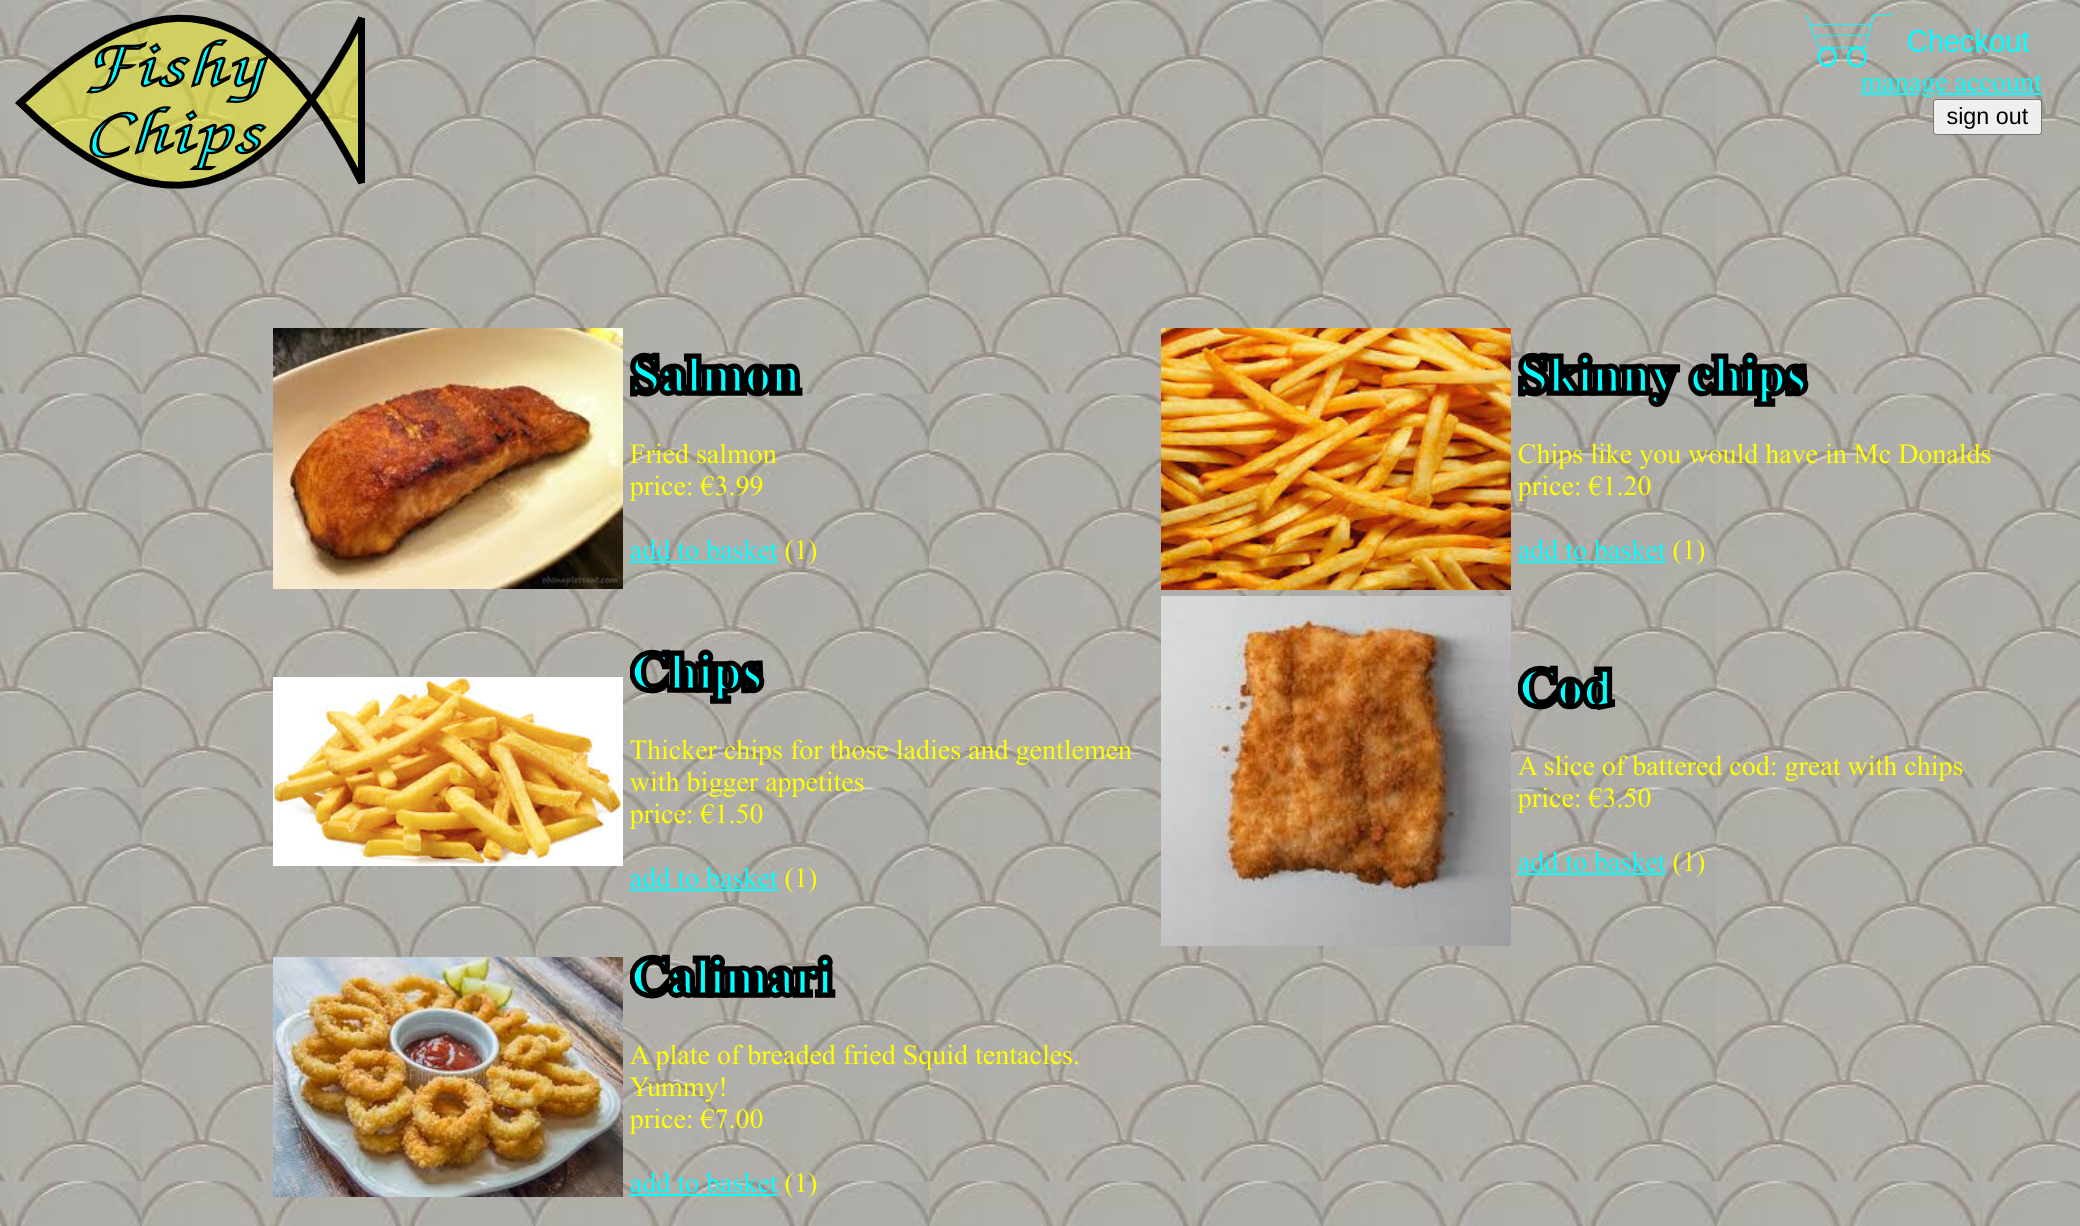 Fishy
Chips
Checkout
manage account
sign out
Salmon
Fried salmon
price: €3.99
add to basket (1)
Skinny chips
Chips like you would have in Mc Donalds
price: €1.20
add to basket (1)
Chips
Thicker chips for those ladies and gentlemen
with bigger appetites
price: €1.50
add to basket (1)
Cod
A slice of battered cod: great with chips
price: €3.50
add to basket (1)
Calimari
A plate of breaded fried Squid tentacles.
Yummy!
price: €7.00
add to basket (1)